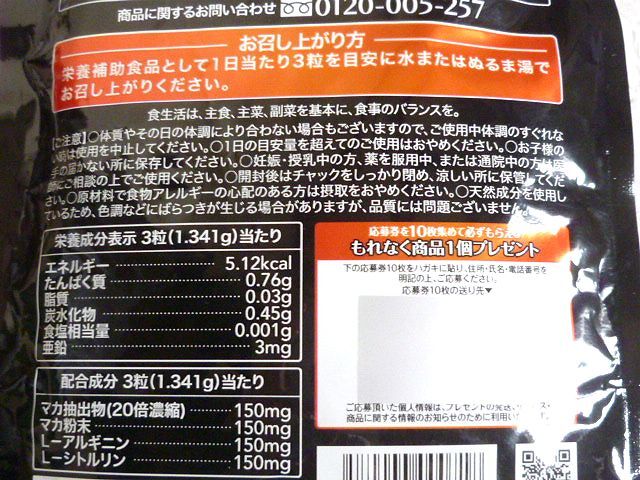 商品に関するお問い合わせ 0120-005-257
お召し上がり方
栄養補助食品として1日当たり3粒を目安に水またはぬるま湯で
お召し上がりください。
食生活は、主食、主菜、副菜を基本に、食事のバランスを。
【ご注意】○体質やその日の体調により合わない場合もございますので、ご使用中体調のすぐれな
い時は使用を中止してください。○1日の目安量を超えてのご使用はおやめください。○お子様の
手の届かない所に保存してください。○妊娠・授乳中の方、薬を服用中、または通院中の方は医
師にご相談の上でご使用ください。○開封後はチャックをしっかり閉め、涼しい所に保管してくだ
さい。○原材料で食物アレルギーの心配のある方は摂取をおやめください。○天然成分を使用し
ているため、色調などにばらつきが生じる場合がありますが、品質には問題ございません。
栄養成分表示 3粒(1.341g)当たり
エネルギー 5.12kcal
たんぱく質 0.76g
脂質 0.03g
炭水化物 0.45g
食塩相当量 0.001g
亜鉛 3mg
配合成分 3粒(1.341g)当たり
マカ抽出物(20倍濃縮) 150mg
マカ粉末 150mg
L-アルギニン 150mg
L-シトルリン 150mg
応募券を10枚集めて必ずもらえる
もれなく商品1個プレゼント
下の応募券10枚をハガキに貼り、住所・氏名・電話番号を
明記の上、ご応募ください。
応募券10枚の送り先▼
ご応募頂いた個人情報は、プレゼントの発送、
商品に関する情報のお知らせのために利用い